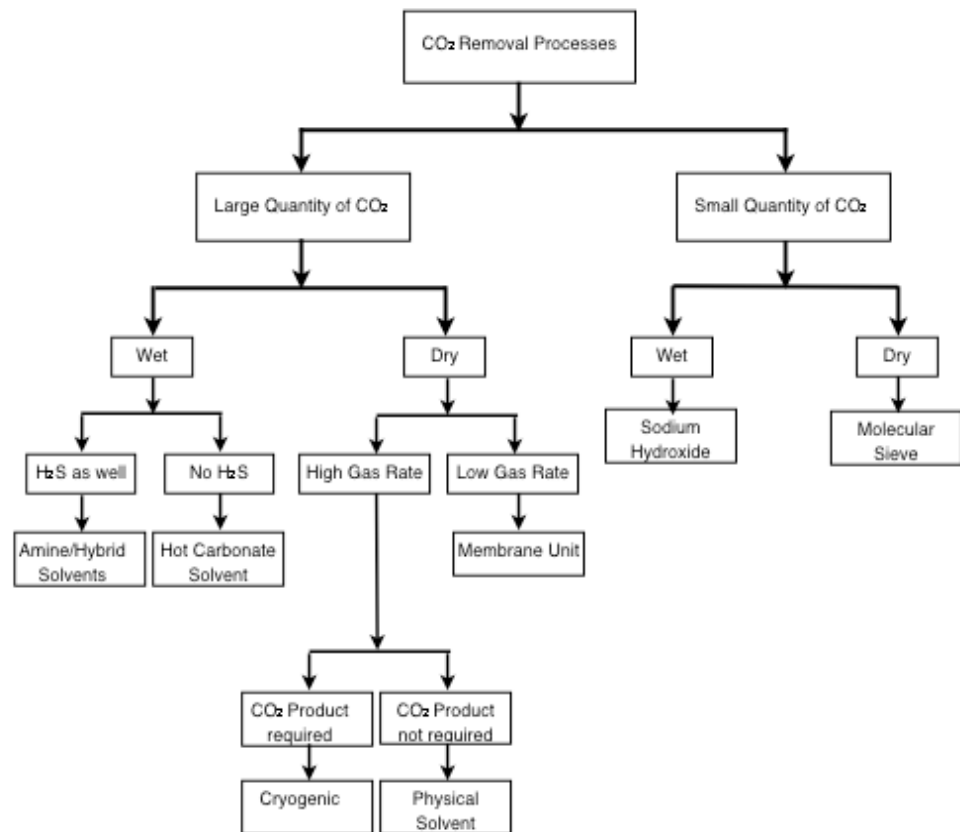 CO₂ Removal Processes
Large Quantity of CO₂
Small Quantity of CO₂
Wet
Dry
Wet
Dry
Sodium
Hydroxide
Molecular
Sieve
H₂S as well
No H₂S
High Gas Rate
Low Gas Rate
Amine/Hybrid
Solvents
Hot Carbonate
Solvent
Membrane Unit
CO₂ Product
required
CO₂ Product
not required
Cryogenic
Physical
Solvent